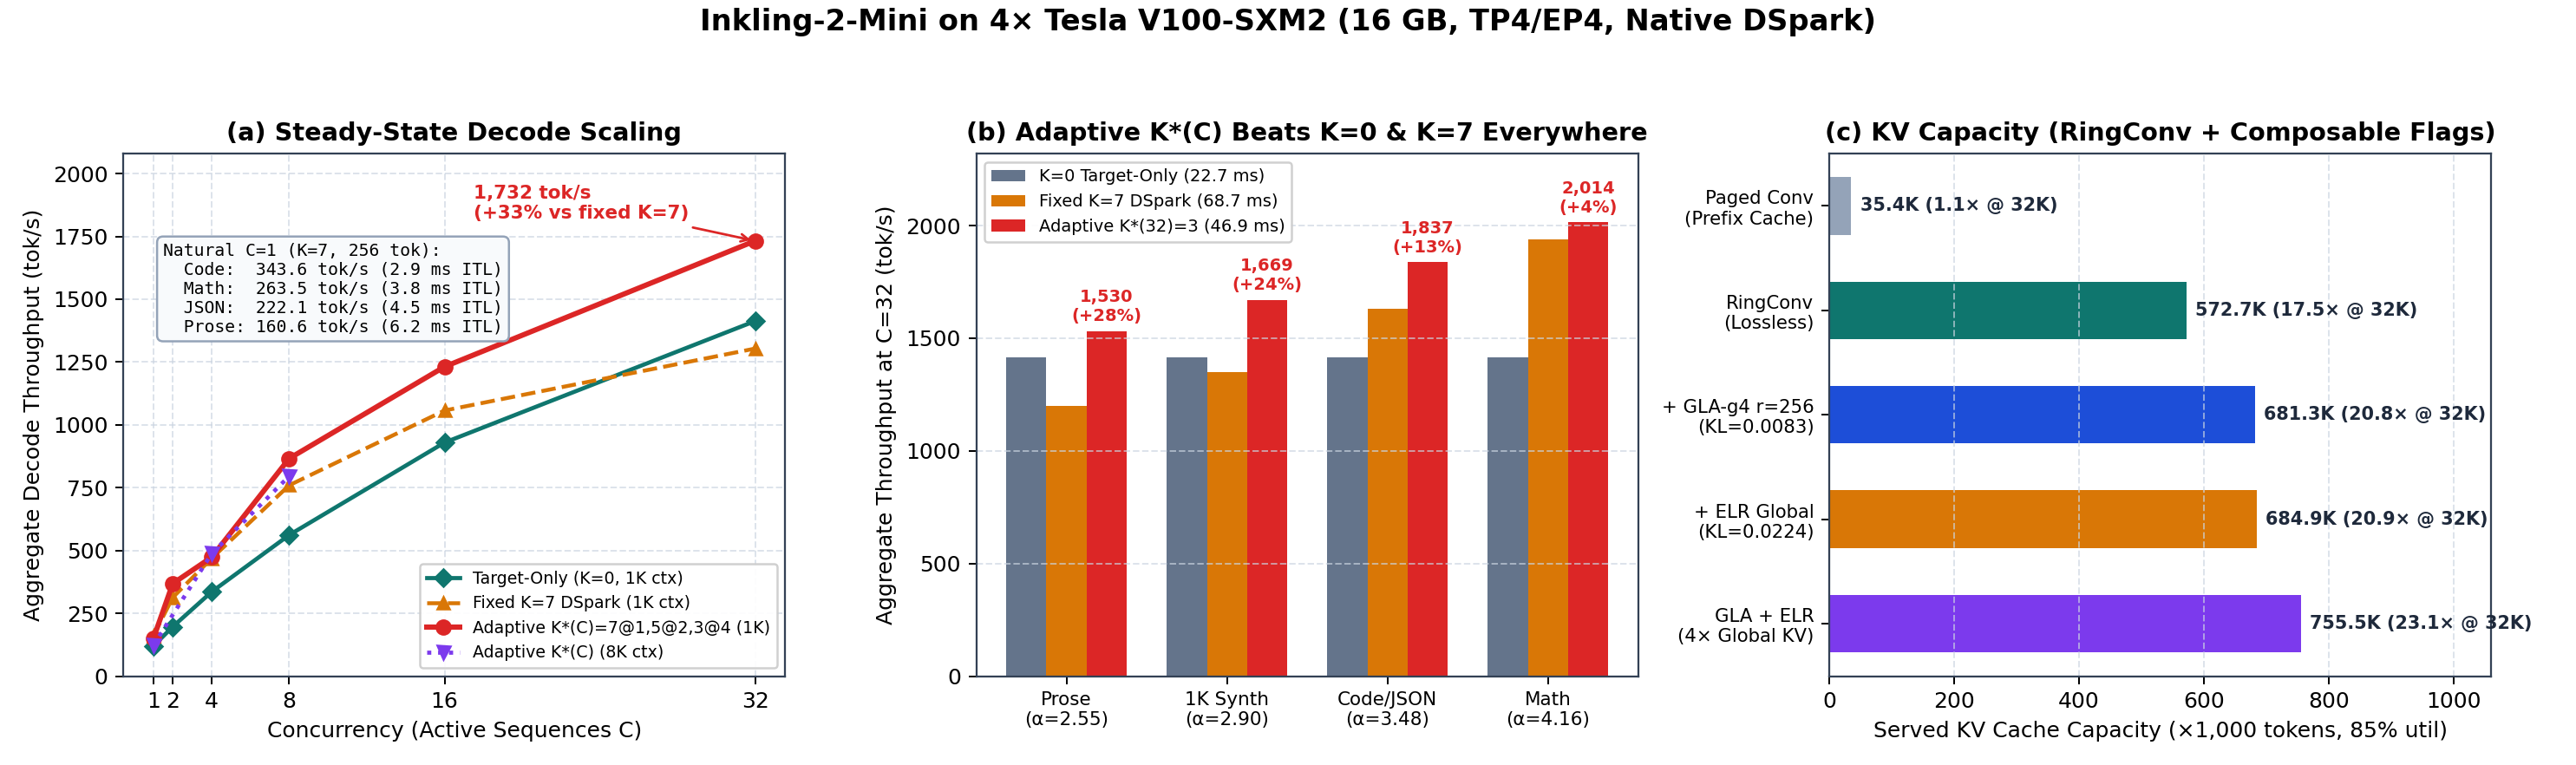 Inkling-2-Mini on 4× Tesla V100-SXM2 (16 GB, TP4/EP4, Native DSpark)
(a) Steady-State Decode Scaling
Aggregate Decode Throughput (tok/s)
2000
1750
1500
1250
1000
750
500
250
0
1,732 tok/s
(+33% vs fixed K=7)
Natural C=1 (K=7, 256 tok):
Code: 343.6 tok/s (2.9 ms ITL)
Math: 263.5 tok/s (3.8 ms ITL)
JSON: 222.1 tok/s (4.5 ms ITL)
Prose: 160.6 tok/s (6.2 ms ITL)
Target-Only (K=0, 1K ctx)
Fixed K=7 DSpark (1K ctx)
Adaptive K*(C)=7@1,5@2,3@4 (1K)
Adaptive K*(C) (8K ctx)
1 2 4 8 16 32
Concurrency (Active Sequences C)
(b) Adaptive K*(C) Beats K=0 & K=7 Everywhere
Aggregate Throughput at C=32 (tok/s)
2000
1500
1000
500
0
K=0 Target-Only (22.7 ms)
Fixed K=7 DSpark (68.7 ms)
Adaptive K*(32)=3 (46.9 ms)
1,530
(+28%)
1,669
(+24%)
1,837
(+13%)
2,014
(+4%)
Prose
(α=2.55)
1K Synth
(α=2.90)
Code/JSON
(α=3.48)
Math
(α=4.16)
(c) KV Capacity (RingConv + Composable Flags)
Paged Conv
(Prefix Cache)
35.4K (1.1× @ 32K)
RingConv
(Lossless)
572.7K (17.5× @ 32K)
+ GLA-g4 r=256
(KL=0.0083)
681.3K (20.8× @ 32K)
+ ELR Global
(KL=0.0224)
684.9K (20.9× @ 32K)
GLA + ELR
(4× Global KV)
755.5K (23.1× @ 32K)
0 200 400 600 800 1000
Served KV Cache Capacity (×1,000 tokens, 85% util)